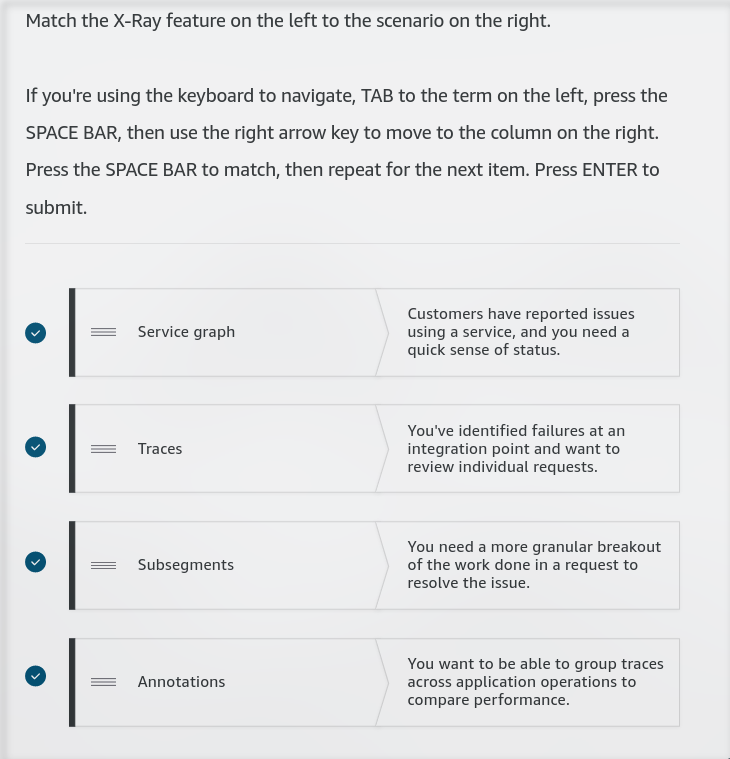 Match the X-Ray feature on the left to the scenario on the right.
If you're using the keyboard to navigate, TAB to the term on the left, press the
SPACE BAR, then use the right arrow key to move to the column on the right.
Press the SPACE BAR to match, then repeat for the next item. Press ENTER to
submit.
Service graph
Customers have reported issues
using a service, and you need a
quick sense of status.
Traces
You've identified failures at an
integration point and want to
review individual requests.
Subsegments
You need a more granular breakout
of the work done in a request to
resolve the issue.
Annotations
You want to be able to group traces
across application operations to
compare performance.